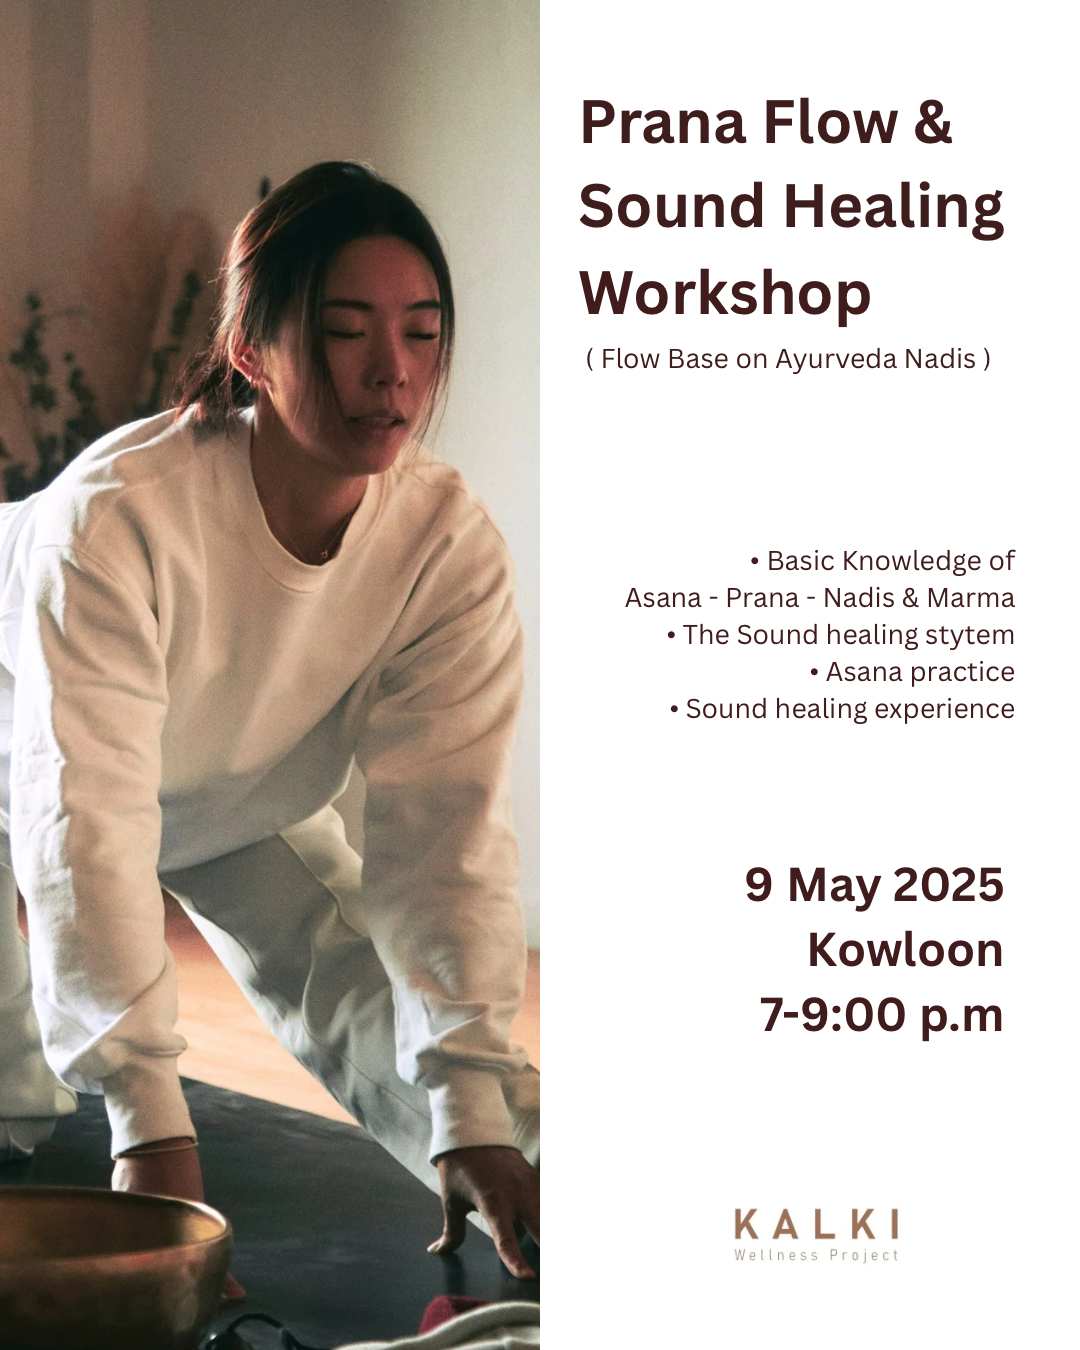 Prana Flow &
Sound Healing
Workshop
( Flow Base on Ayurveda Nadis )
• Basic Knowledge of
Asana - Prana - Nadis & Marma
• The Sound healing stytem
• Asana practice
• Sound healing experience
9 May 2025
Kowloon
7-9:00 p.m
KALKI
Wellness Project